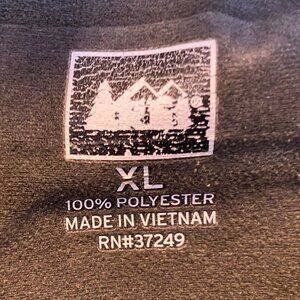 XL
100% POLYESTER
MADE IN VIETNAM
RN#37249